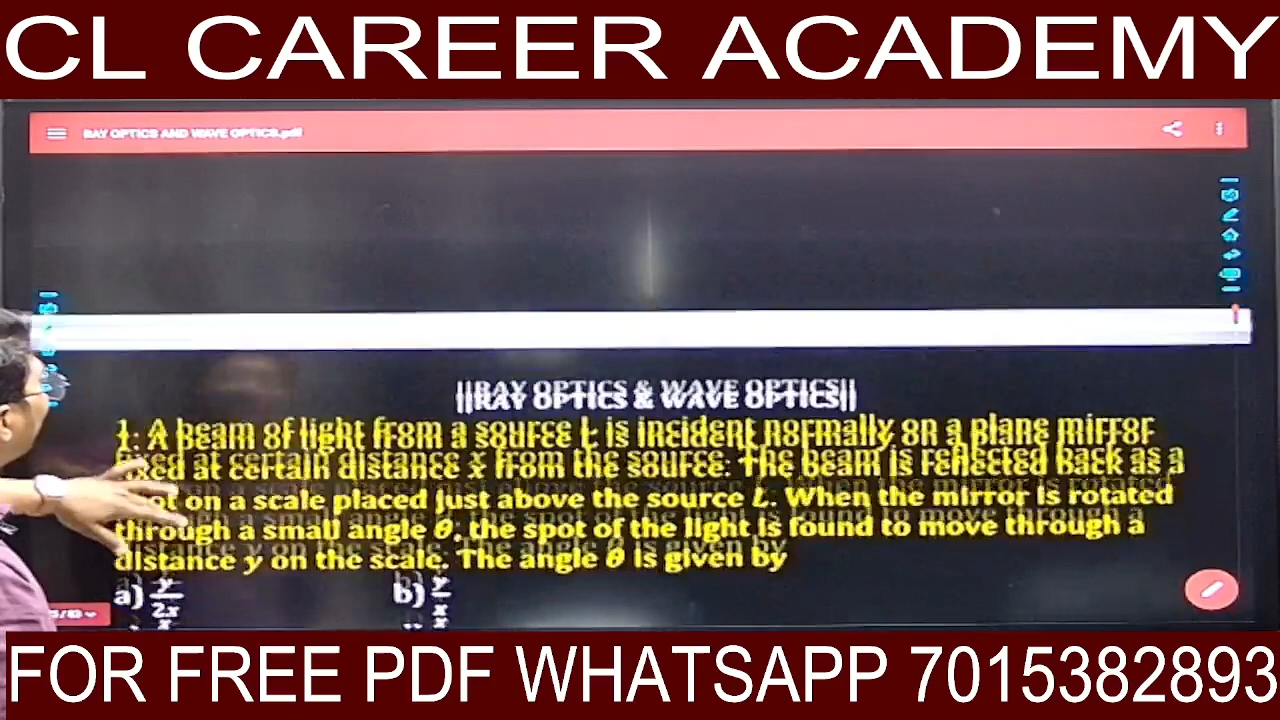 CL CAREER ACADEMY
RAY OPTICS AND WAVE OPTICS.pdf
||RAY OPTICS & WAVE OPTICS||
1. A beam of light from a source L is incident normally on a plane mirror
fixed at certain distance x from the source. The beam is reflected back as a
spot on a scale placed just above the source L. When the mirror is rotated
through a small angle θ, the spot of the light is found to move through a
distance y on the scale. The angle θ is given by
a) y/2x b) y/x
FOR FREE PDF WHATSAPP 7015382893